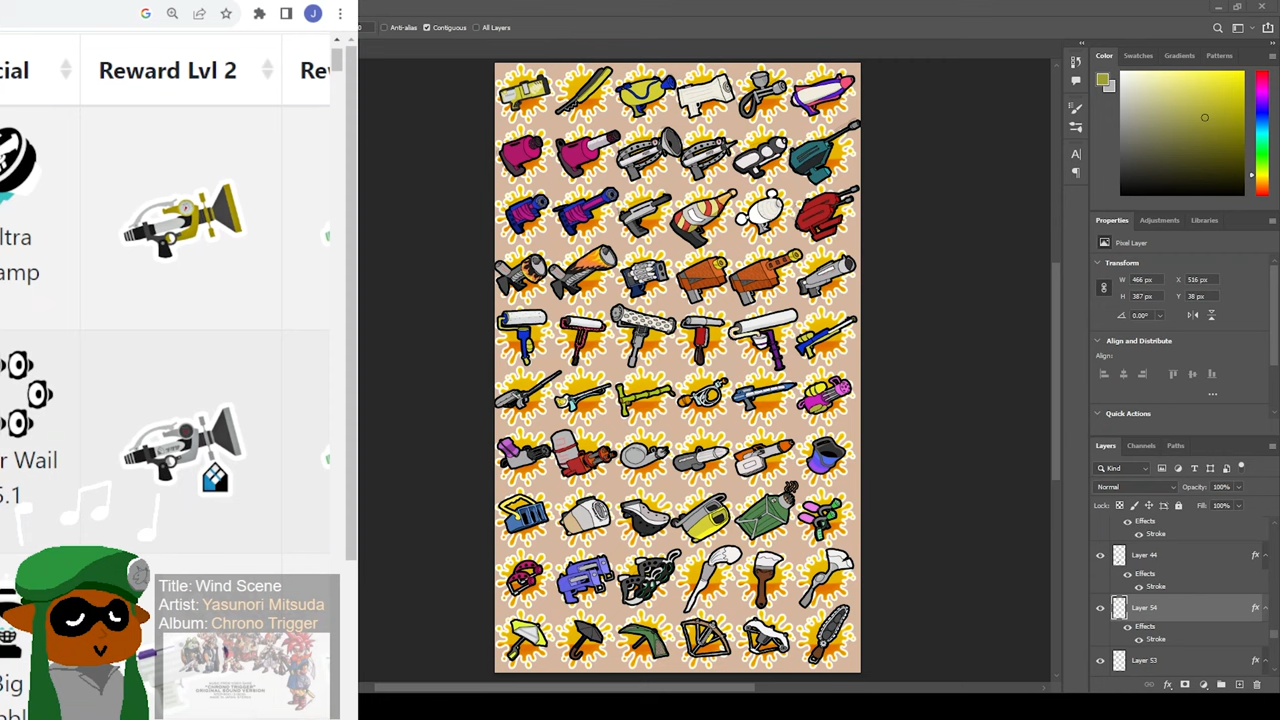 J
cial
Reward Lvl 2
Re
ltra
amp
r Wail
5.1
Big
Title: Wind Scene
Artist: Yasunori Mitsuda
Album: Chrono Trigger
Anti-alias
Contiguous
All Layers
Color
Swatches
Gradients
Patterns
Properties
Adjustments
Libraries
Pixel Layer
Transform
W 466 px
X 516 px
H 387 px
Y 38 px
0.00°
Align and Distribute
Align:
Quick Actions
Layers
Channels
Paths
Kind
Normal
Opacity: 100%
Lock:
Fill: 100%
Effects
Stroke
Layer 44
Effects
Stroke
Layer 54
Effects
Stroke
Layer 53